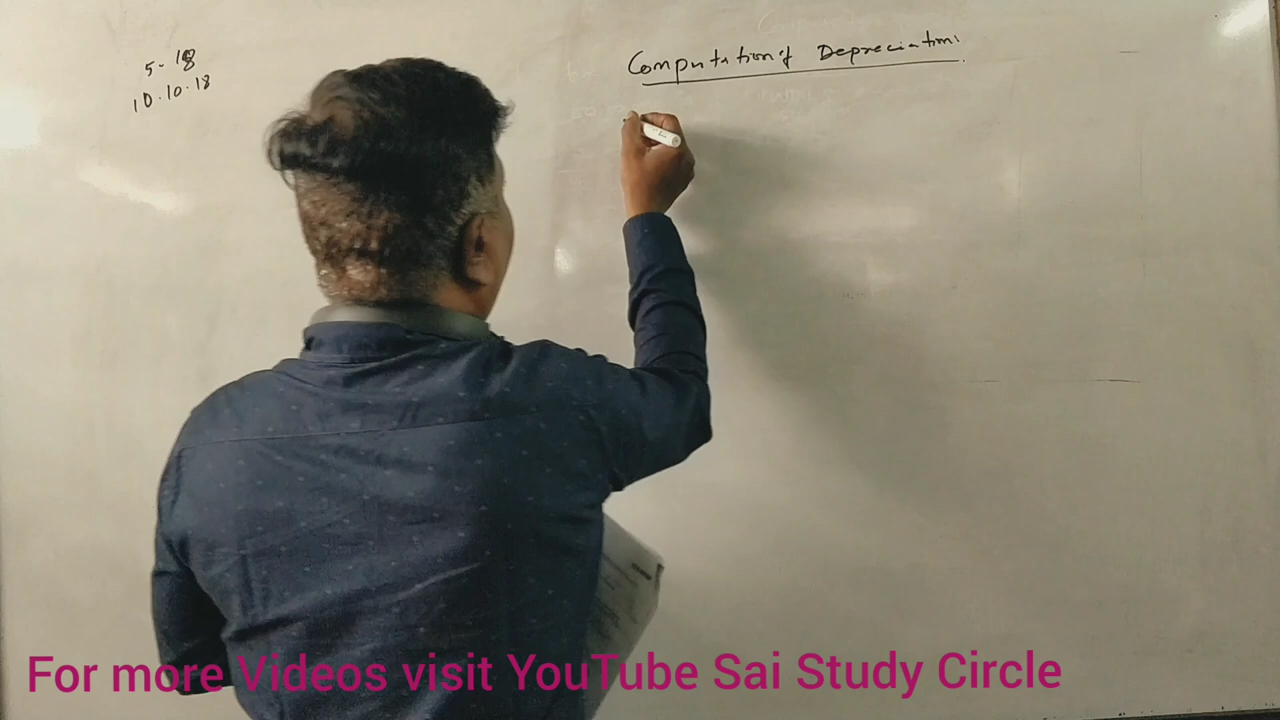 5-18
10.10.18
Computation of Depreciation:
For more Videos visit YouTube Sai Study Circle